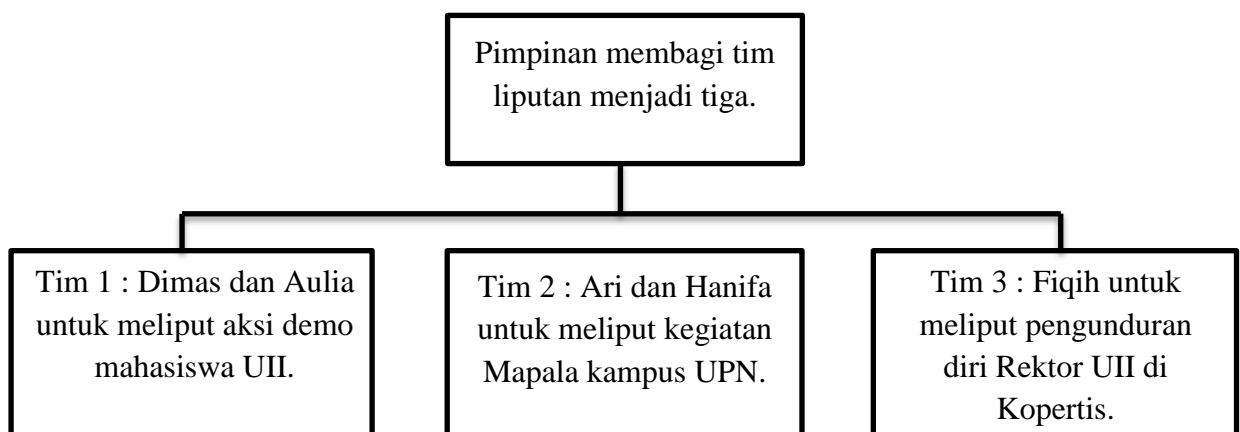 Pimpinan membagi tim
liputan menjadi tiga.
Tim 1 : Dimas dan Aulia
untuk meliput aksi demo
mahasiswa UII.
Tim 2 : Ari dan Hanifa
untuk meliput kegiatan
Mapala kampus UPN.
Tim 3 : Fiqih untuk
meliput pengunduran
diri Rektor UII di
Kopertis.